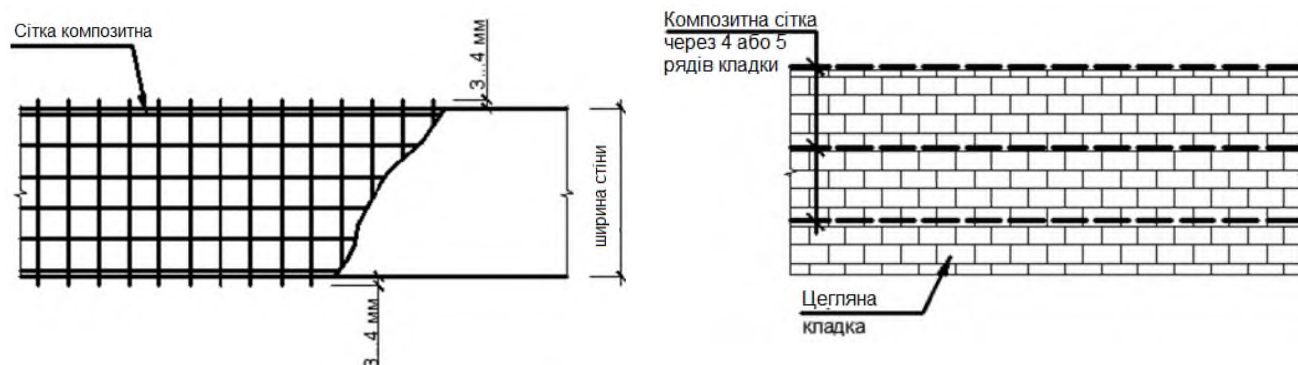 Сітка композитна
3...4 мм
ширина стіни
3...4 мм
Композитна сітка
через 4 або 5
рядів кладки
Цегляна
кладка